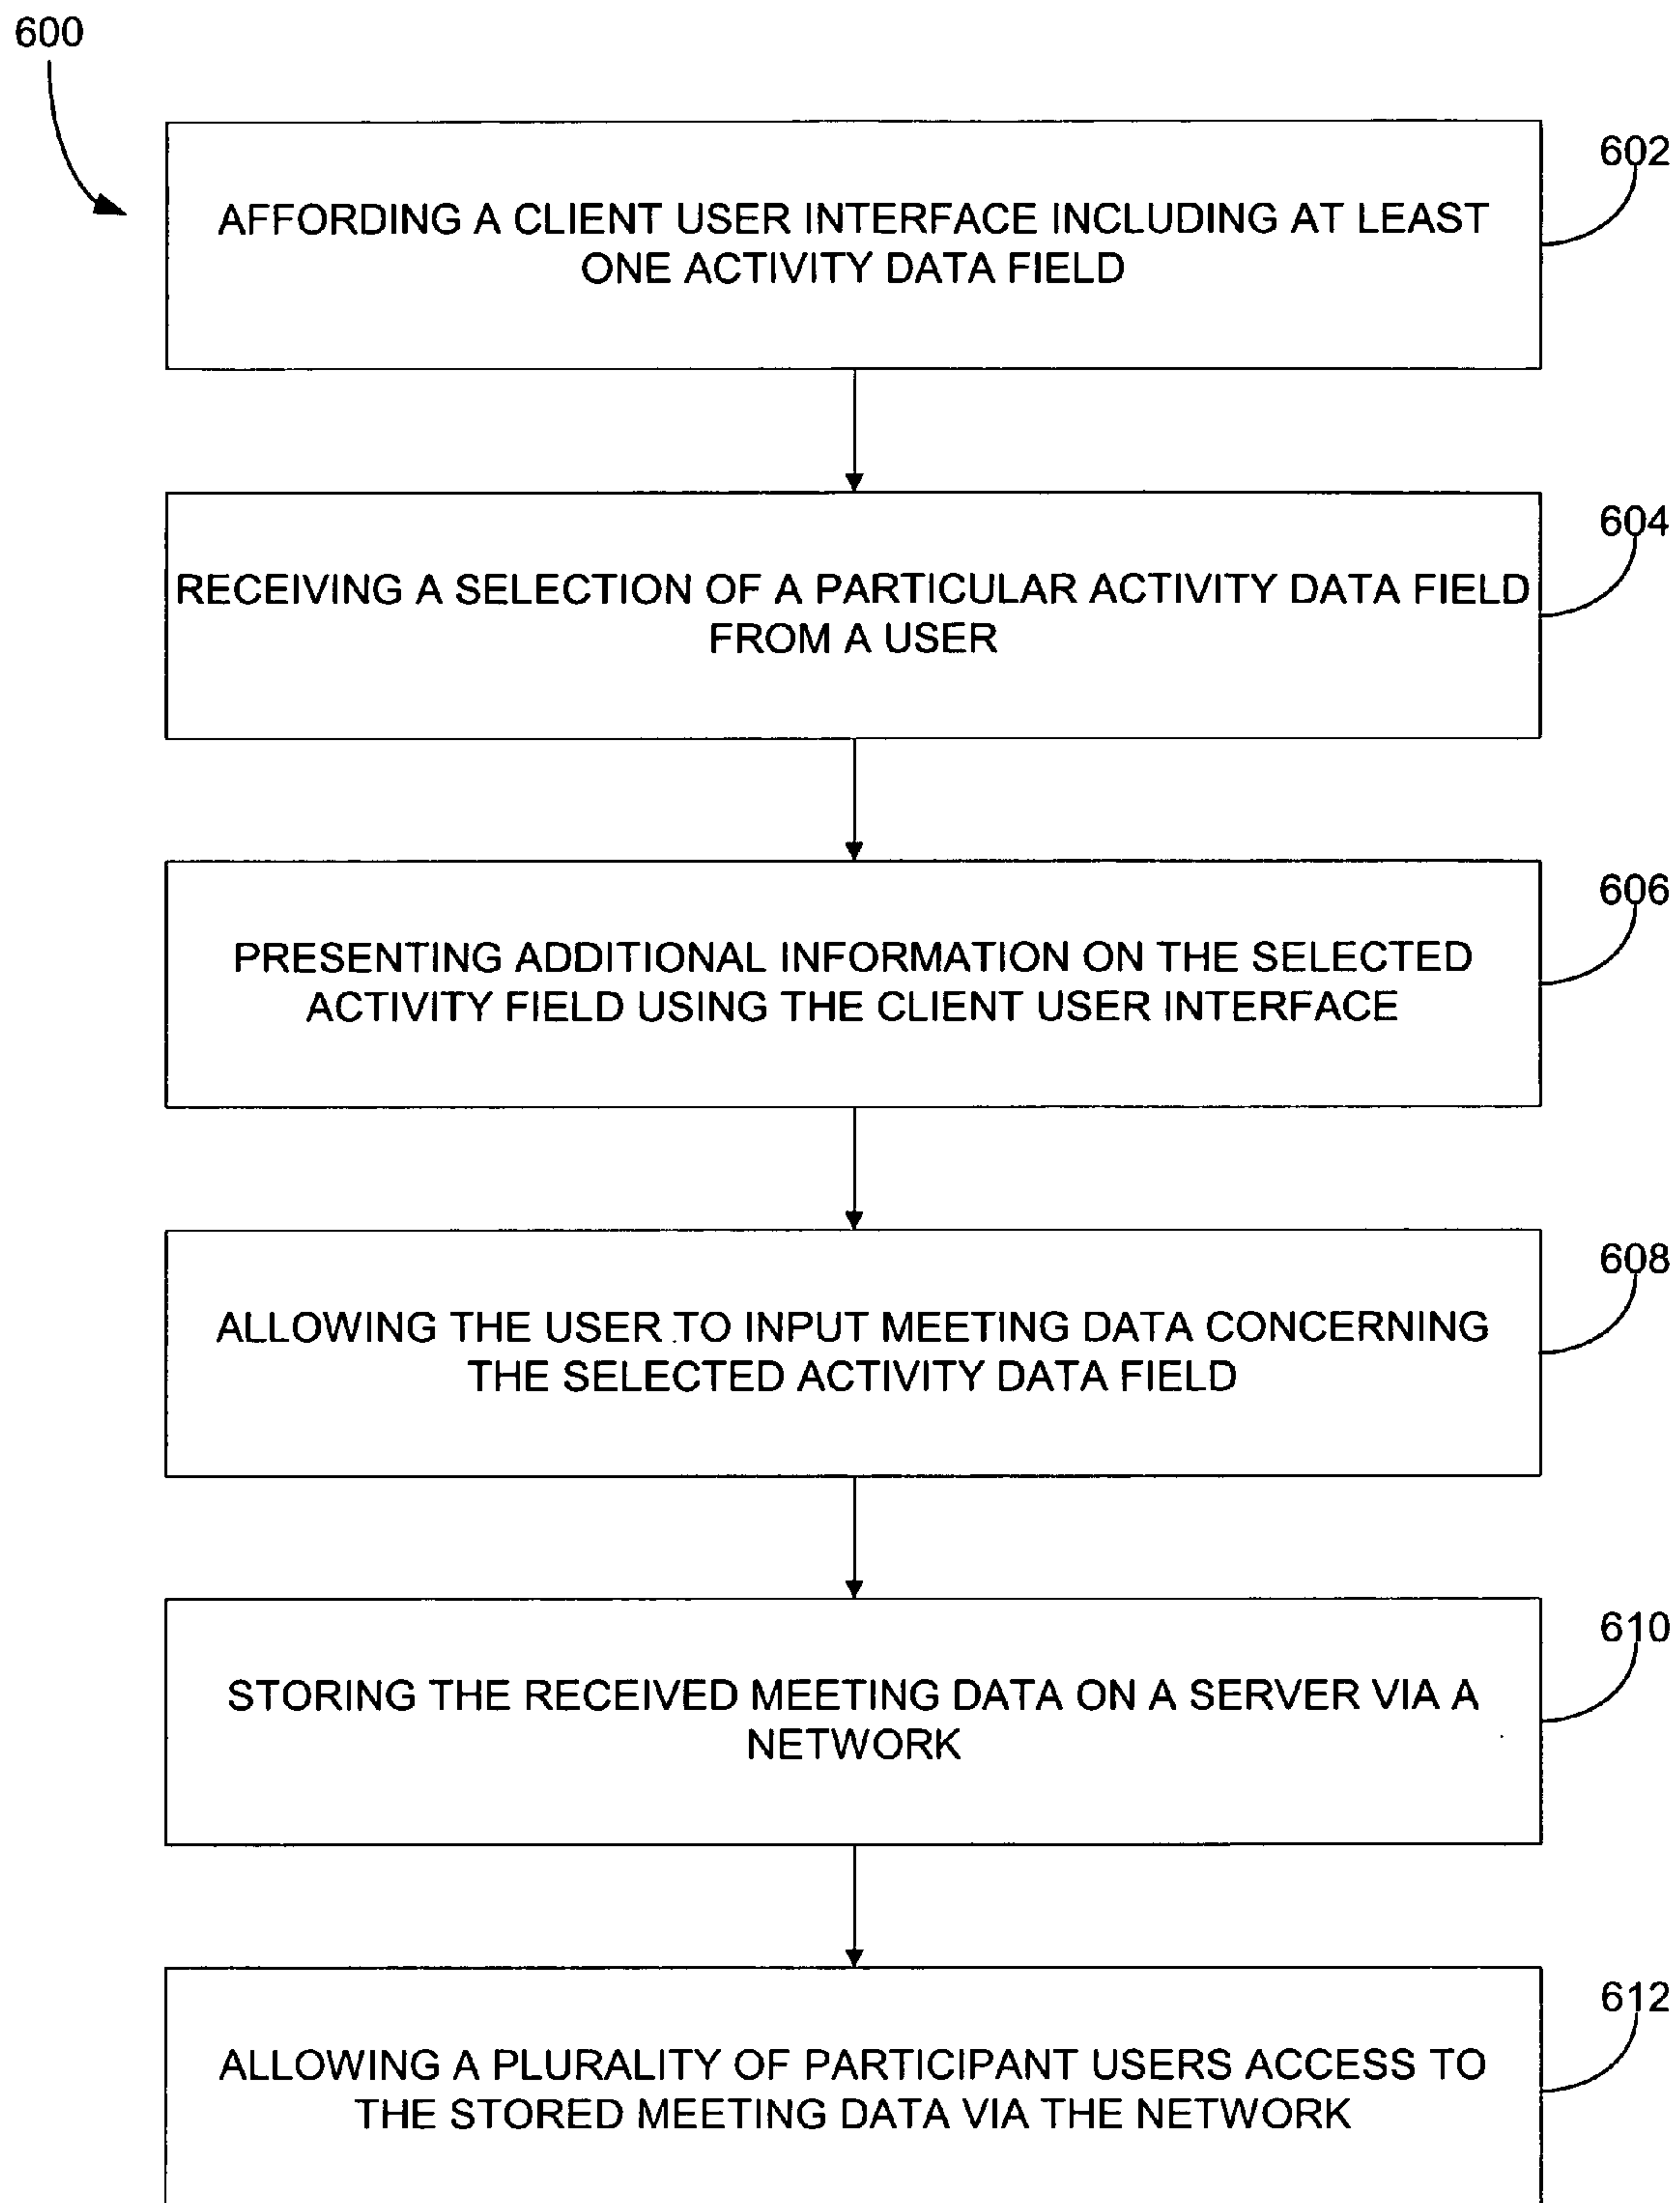 600
602
AFFORDING A CLIENT USER INTERFACE INCLUDING AT LEAST
ONE ACTIVITY DATA FIELD
604
RECEIVING A SELECTION OF A PARTICULAR ACTIVITY DATA FIELD
FROM A USER
606
PRESENTING ADDITIONAL INFORMATION ON THE SELECTED
ACTIVITY FIELD USING THE CLIENT USER INTERFACE
608
ALLOWING THE USER TO INPUT MEETING DATA CONCERNING
THE SELECTED ACTIVITY DATA FIELD
610
STORING THE RECEIVED MEETING DATA ON A SERVER VIA A
NETWORK
612
ALLOWING A PLURALITY OF PARTICIPANT USERS ACCESS TO
THE STORED MEETING DATA VIA THE NETWORK